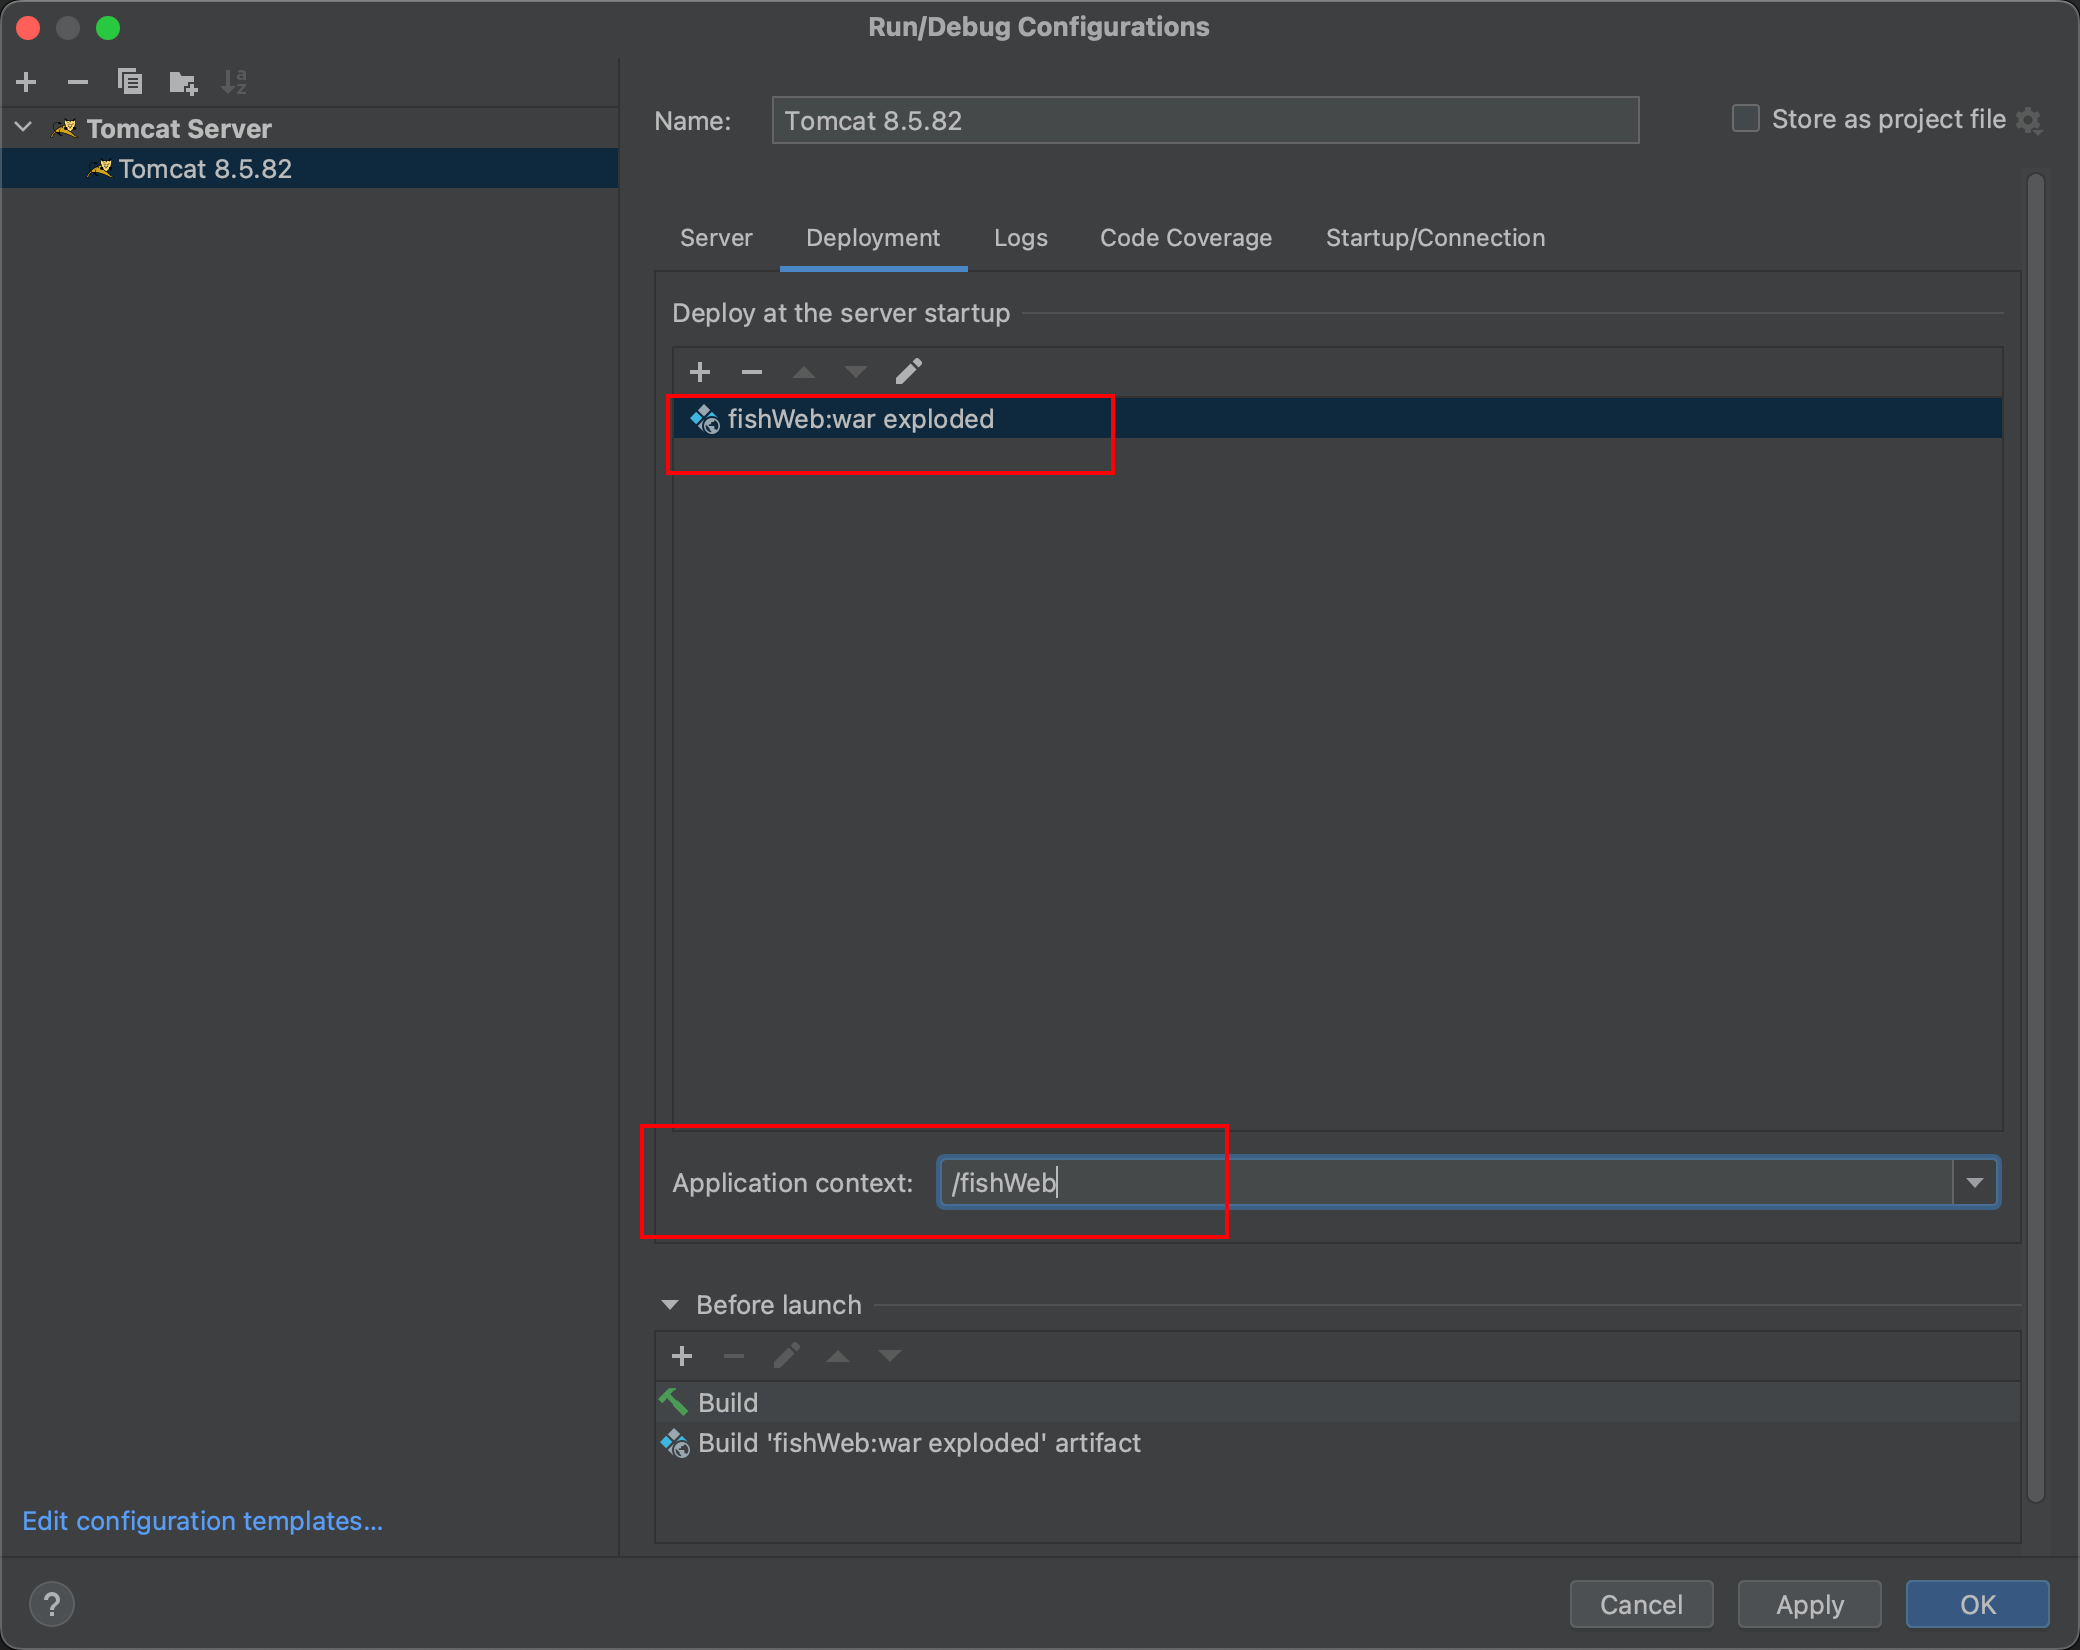 Run/Debug Configurations
Tomcat Server
Tomcat 8.5.82
Name: Tomcat 8.5.82
Store as project file
Server Deployment Logs Code Coverage Startup/Connection
Deploy at the server startup
fishWeb:war exploded
Application context: /fishWeb
Before launch
Build
Build 'fishWeb:war exploded' artifact
Edit configuration templates...
? Cancel Apply OK